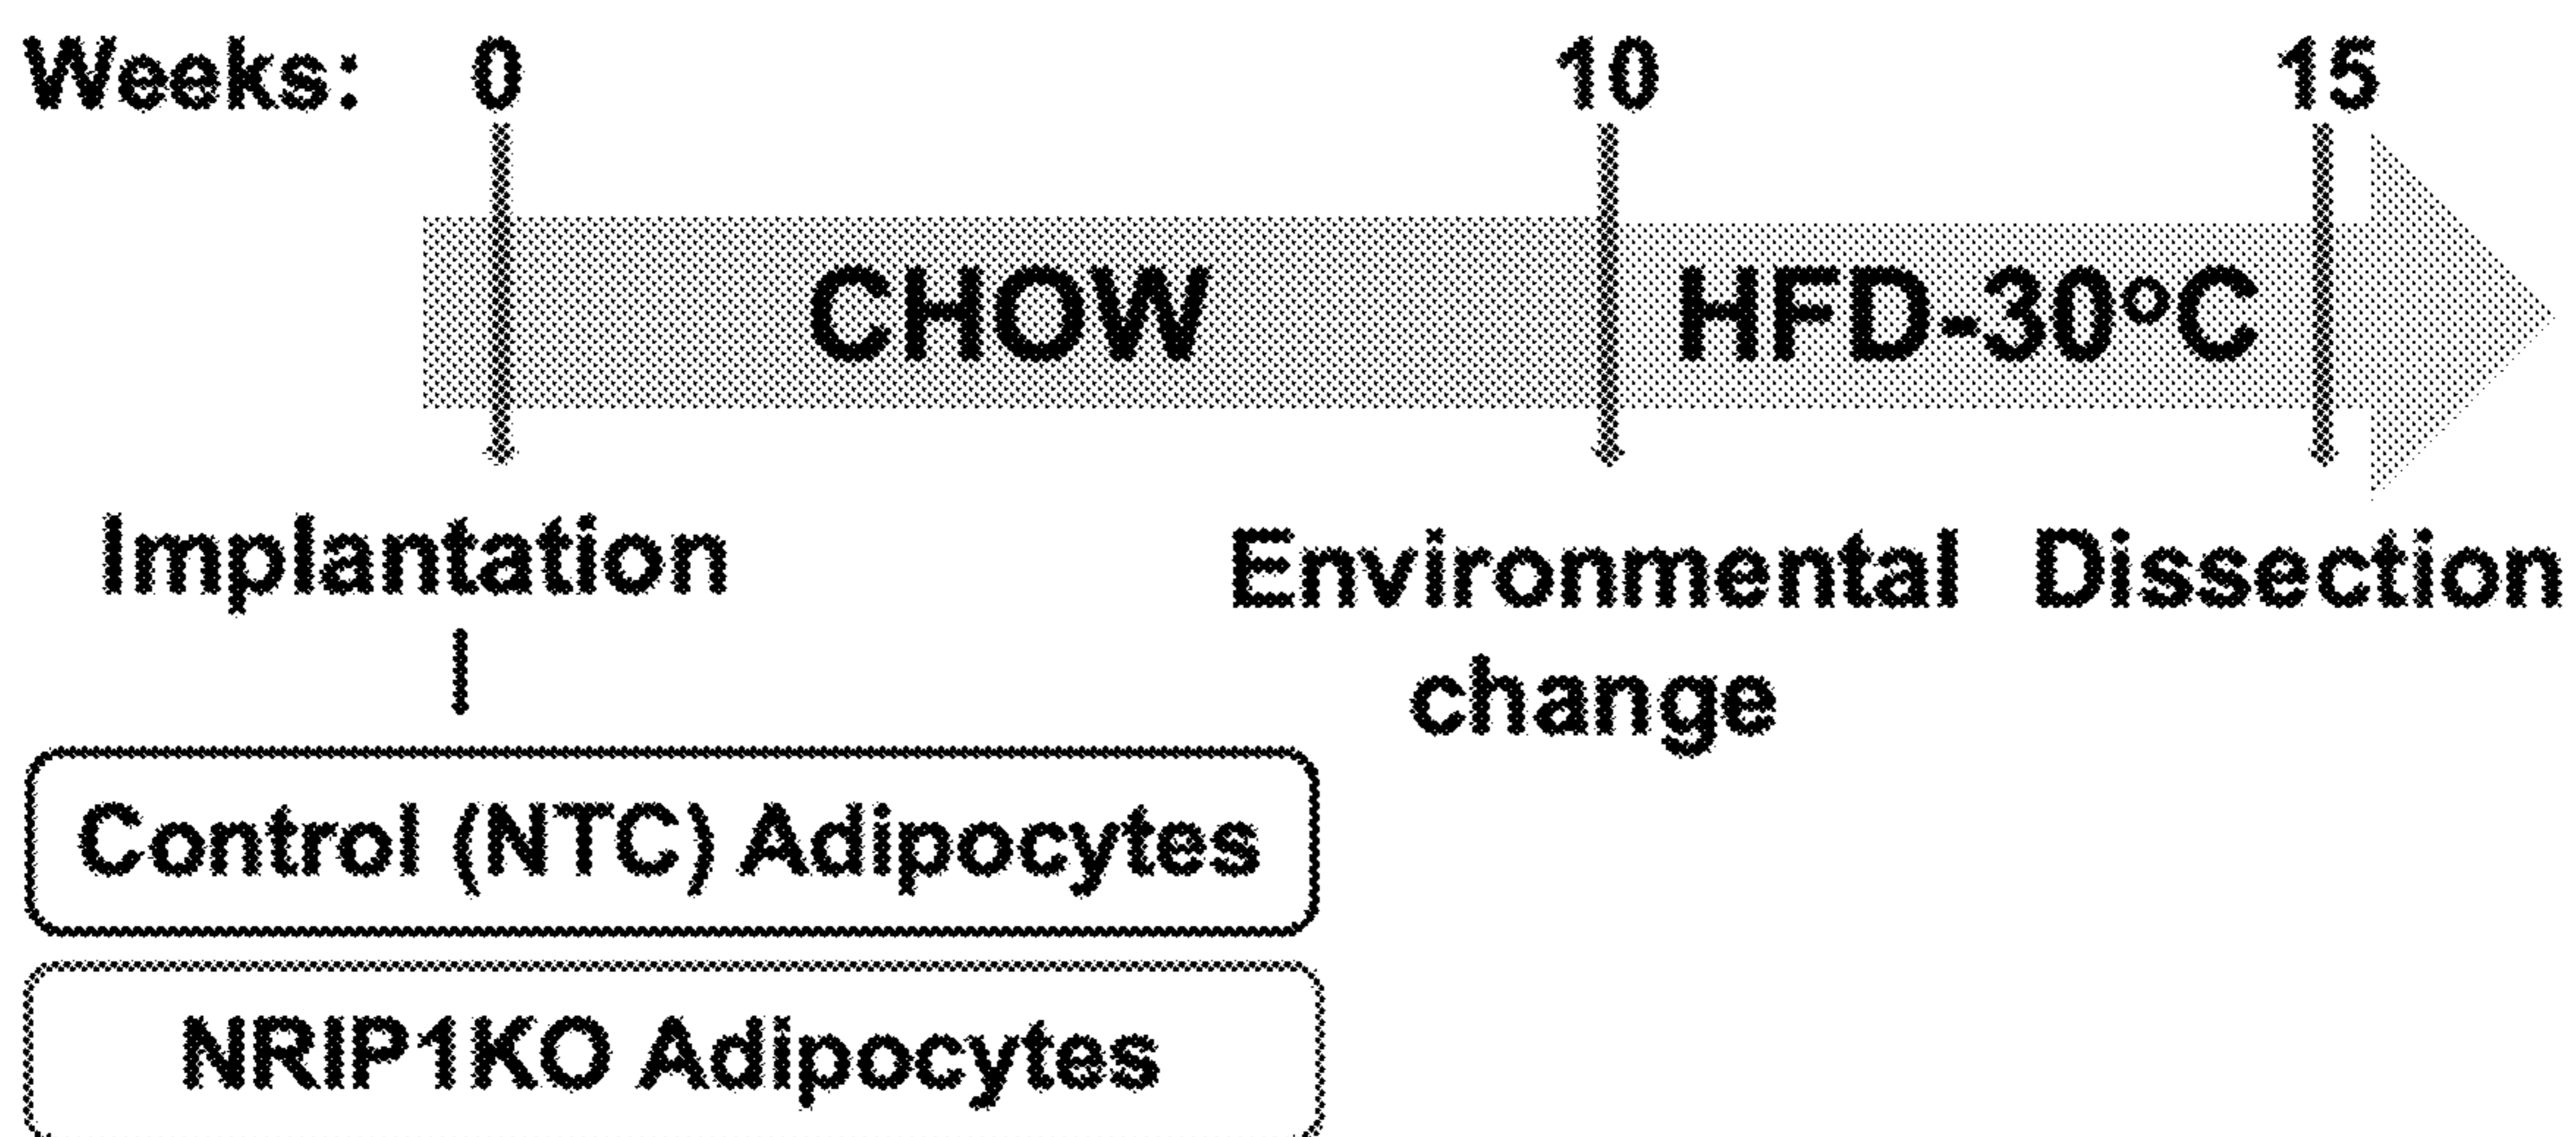 Weeks: 0 10 15
CHOW HFD-30°C
Implantation Environmental Dissection
change
Control (NTC) Adipocytes
NRIP1KO Adipocytes